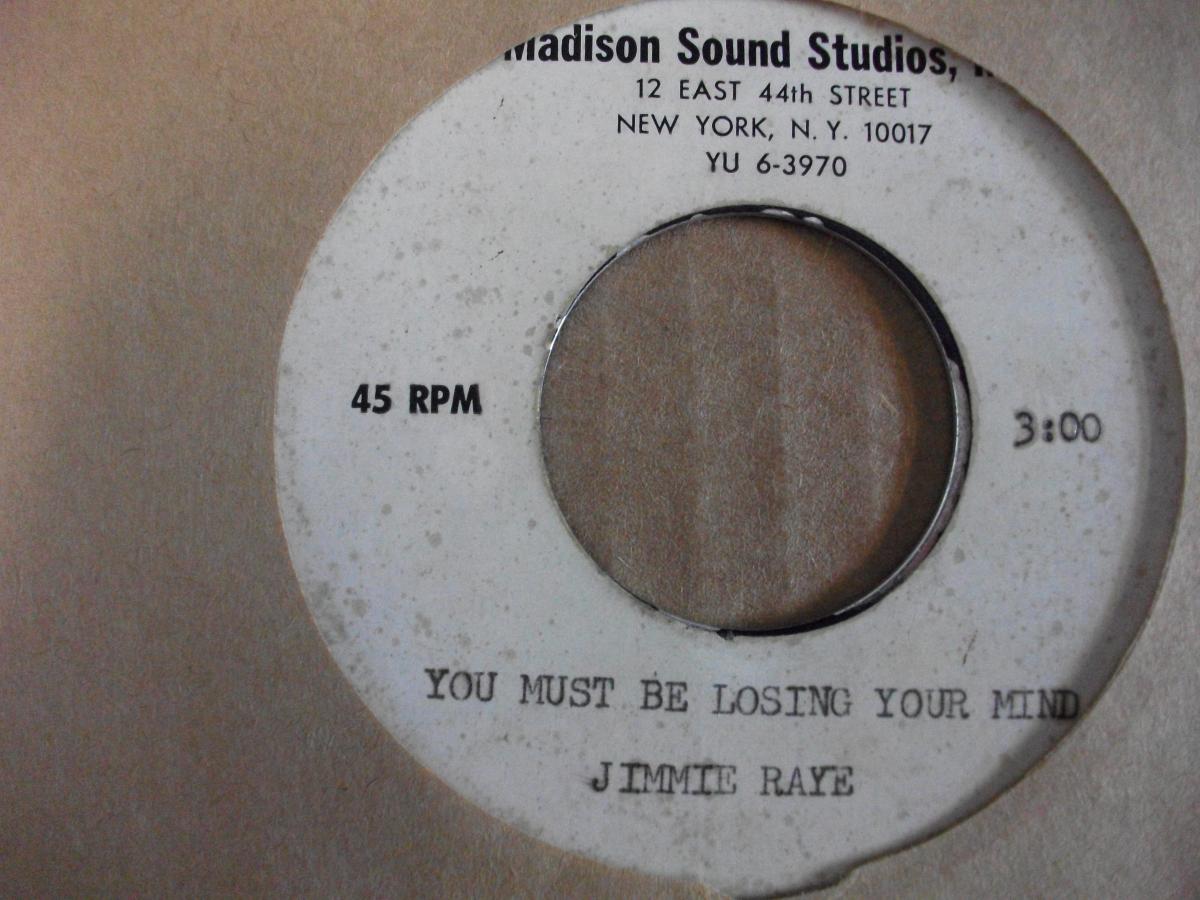 Madison Sound Studios,
12 EAST 44th STREET
NEW YORK, N. Y. 10017
YU 6-3970
45 RPM
3:00
YOU MUST BE LOSING YOUR MIND
JIMMIE RAYE